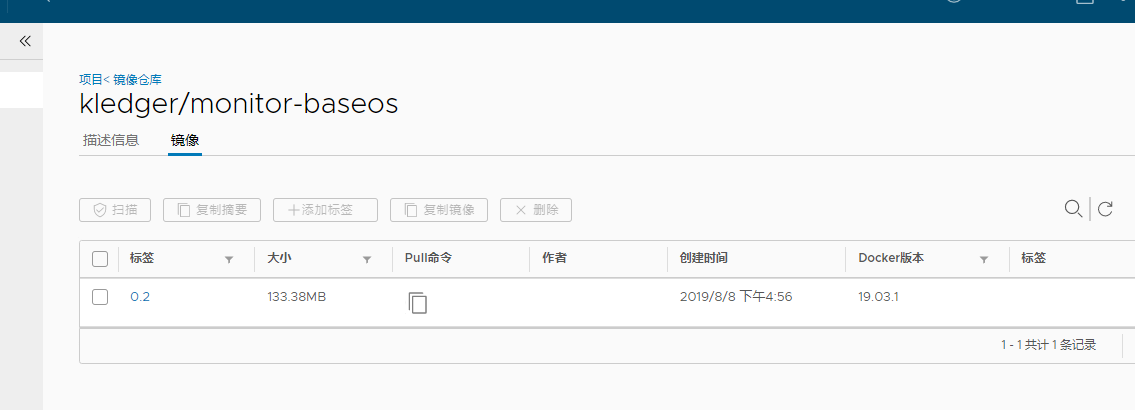 项目< 镜像仓库
kledger/monitor-baseos
描述信息 镜像
扫描 复制摘要 +添加标签 复制镜像 × 删除
标签 大小 Pull命令 作者 创建时间 Docker版本 标签
0.2 133.38MB 2019/8/8 下午4:56 19.03.1
1 - 1 共计 1 条记录